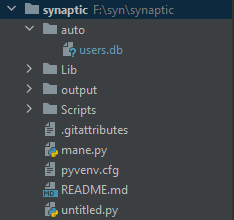 synaptic F:\syn\synaptic
auto
users.db
Lib
output
Scripts
.gitattributes
mane.py
pyvenv.cfg
README.md
untitled.py